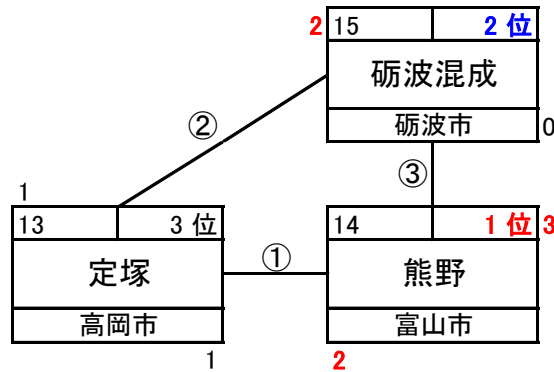 2 15 2 位
砺波混成
砺波市 0
②
③
1
13 3 位
定塚
高岡市
1
①
14 1 位 3
熊野
富山市
2